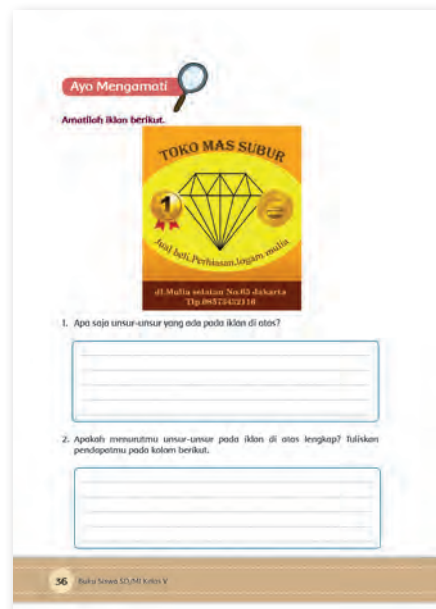 Ayo Mengamati
Amatilah iklan berikut.
TOKO MAS SUBUR
1
Jual beli,Perhiasan,logam mulia
Jl.Mulia selatan No.65 Jakarta
Tlp.08573452116
1. Apa saja unsur-unsur yang ada pada iklan di atas?
2. Apakah menurutmu unsur-unsur pada iklan di atas lengkap? Tuliskan
pendapatmu pada kolom berikut.
36 Buku Siswa SD/MI Kelas V